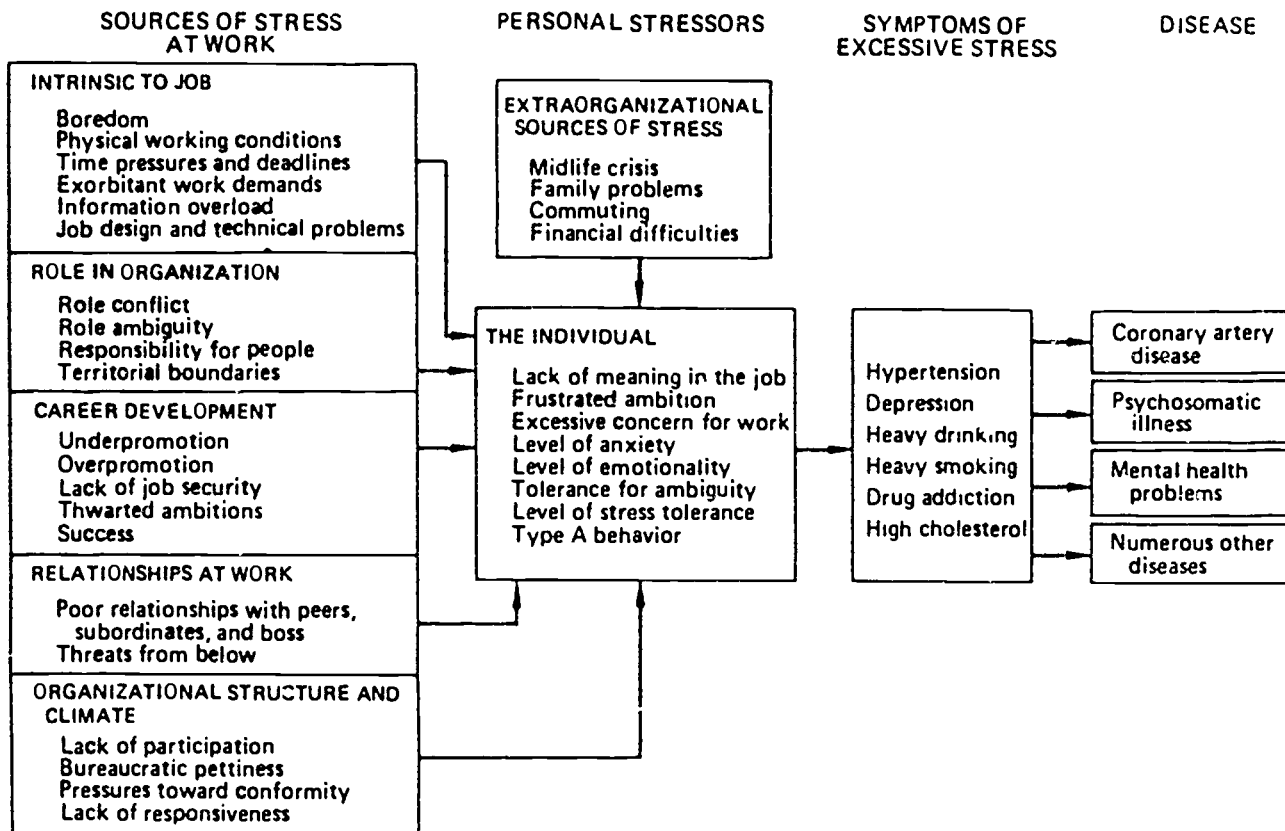 SOURCES OF STRESS
AT WORK
INTRINSIC TO JOB
Boredom
Physical working conditions
Time pressures and deadlines
Exorbitant work demands
Information overload
Job design and technical problems
ROLE IN ORGANIZATION
Role conflict
Role ambiguity
Responsibility for people
Territorial boundaries
CAREER DEVELOPMENT
Underpromotion
Overpromotion
Lack of job security
Thwarted ambitions
Success
RELATIONSHIPS AT WORK
Poor relationships with peers,
subordinates, and boss
Threats from below
ORGANIZATIONAL STRUCTURE AND
CLIMATE
Lack of participation
Bureaucratic pettiness
Pressures toward conformity
Lack of responsiveness
PERSONAL STRESSORS
EXTRAORGANIZATIONAL
SOURCES OF STRESS
Midlife crisis
Family problems
Commuting
Financial difficulties
THE INDIVIDUAL
Lack of meaning in the job
Frustrated ambition
Excessive concern for work
Level of anxiety
Level of emotionality
Tolerance for ambiguity
Level of stress tolerance
Type A behavior
SYMPTOMS OF
EXCESSIVE STRESS
Hypertension
Depression
Heavy drinking
Heavy smoking
Drug addiction
High cholesterol
DISEASE
Coronary artery
disease
Psychosomatic
illness
Mental health
problems
Numerous other
diseases